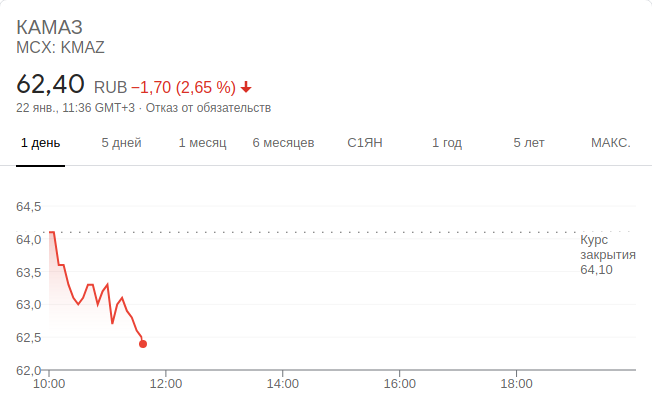 КАМАЗ
MCX: KMAZ
62,40 RUB −1,70 (2,65 %)
22 янв., 11:36 GMT+3 · Отказ от обязательств
1 день 5 дней 1 месяц 6 месяцев С1ЯН 1 год 5 лет МАКС.
64,5
64,0
63,5
63,0
62,5
62,0
Курс
закрытия
64,10
10:00 12:00 14:00 16:00 18:00